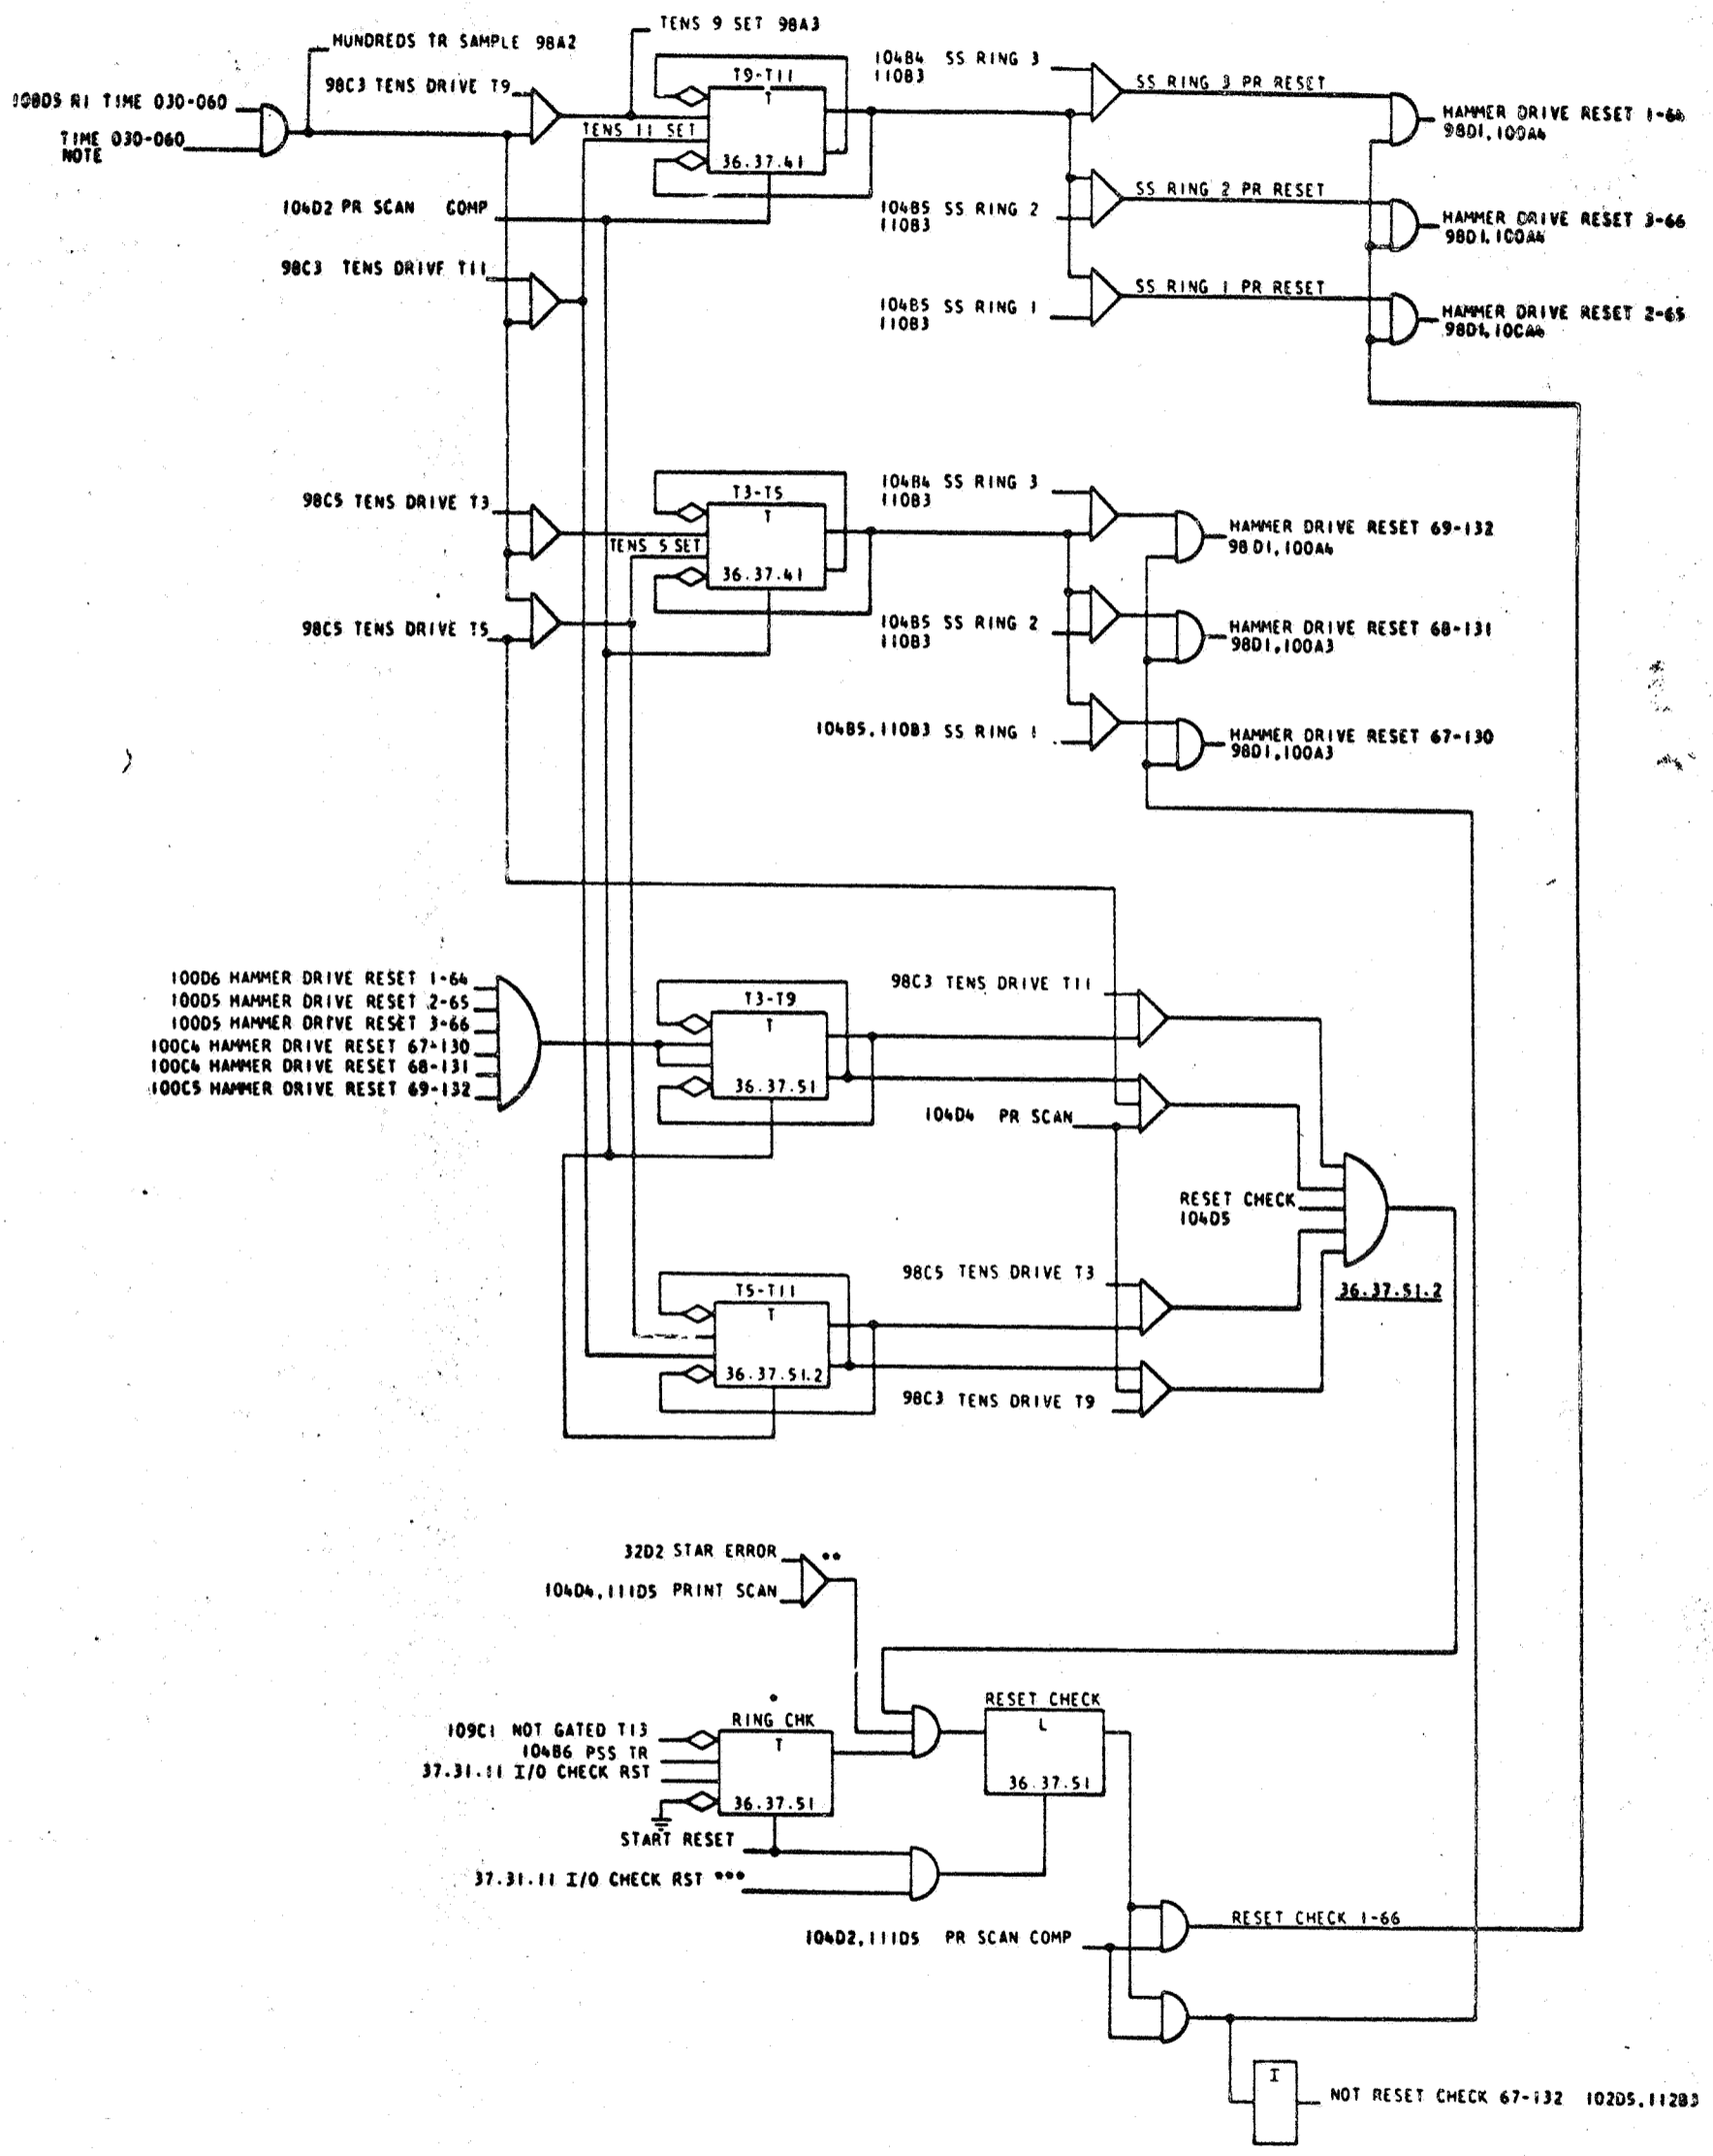 TENS 9 SET 98A3
HUNDREDS TR SAMPLE 98A2
98C3 TENS DRIVE T9
RI TIME 030-060
TIME 030-060
NOTE
T9-T11
T
TENS 11 SET
36.37.41
104D2 PR SCAN COMP
98C3 TENS DRIVE T11
104B4 SS RING 3
110B3
SS RING 3 PR RESET
HAMMER DRIVE RESET 1-64
98D1,100A4
104B5 SS RING 2
110B3
SS RING 2 PR RESET
HAMMER DRIVE RESET 3-66
98D1,100A4
104B5 SS RING 1
110B3
SS RING 1 PR RESET
HAMMER DRIVE RESET 2-65
98D1,100A4
98C5 TENS DRIVE T3
T3-T5
T
TENS 5 SET
36.37.41
98C5 TENS DRIVE T5
104B4 SS RING 3
110B3
HAMMER DRIVE RESET 69-132
98D1,100A4
104B5 SS RING 2
110B3
HAMMER DRIVE RESET 68-131
98D1,100A3
104B5,110B3 SS RING 1
HAMMER DRIVE RESET 67-130
98D1,100A3
100D6 HAMMER DRIVE RESET 1-64
100D5 HAMMER DRIVE RESET 2-65
100D5 HAMMER DRIVE RESET 3-66
100C4 HAMMER DRIVE RESET 67-130
100C4 HAMMER DRIVE RESET 68-131
100C5 HAMMER DRIVE RESET 69-132
T3-T9
T
36.37.51
98C3 TENS DRIVE T11
104D4 PR SCAN
RESET CHECK
104D5
98C5 TENS DRIVE T3
T5-T11
T
36.37.51.2
36.37.51.2
98C3 TENS DRIVE T9
32D2 STAR ERROR **
104D4,111D5 PRINT SCAN
*
RING CHK
T
36.37.51
109C1 NOT GATED T13
104B6 PSS TR
37.31.11 I/O CHECK RST
RESET CHECK
L
36.37.51
START RESET
37.31.11 I/O CHECK RST ***
104D2,111D5 PR SCAN COMP
RESET CHECK 1-66
I
NOT RESET CHECK 67-132 102D5,112B3